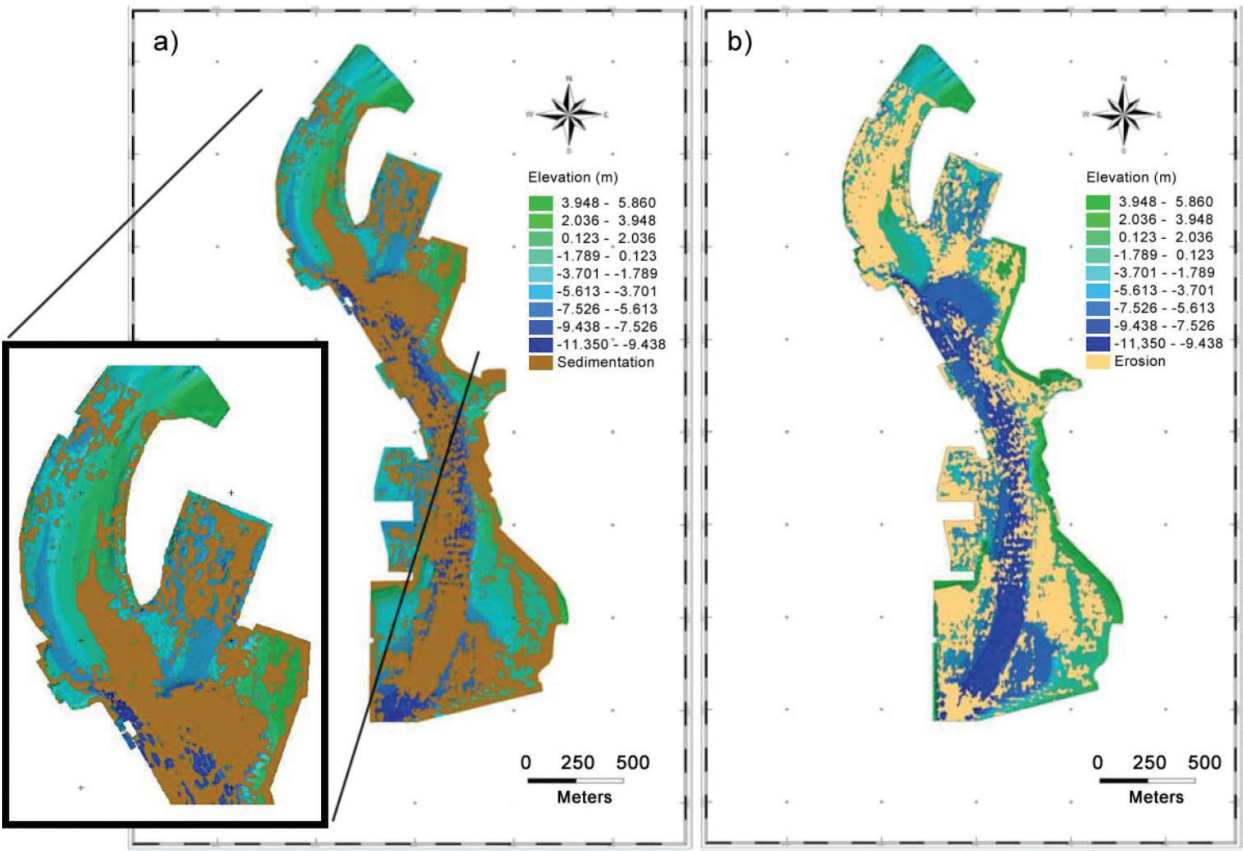 a)
N
W
E
S
Elevation (m)
3.948 - 5.860
2.036 - 3.948
0.123 - 2.036
-1.789 - 0.123
-3.701 - -1.789
-5.613 - -3.701
-7.526 - -5.613
-9.438 - -7.526
-11.350 - -9.438
Sedimentation
0 250 500
Meters
b)
N
W
E
S
Elevation (m)
3.948 - 5.860
2.036 - 3.948
0.123 - 2.036
-1.789 - 0.123
-3.701 - -1.789
-5.613 - -3.701
-7.526 - -5.613
-9.438 - -7.526
-11.350 - -9.438
Erosion
0 250 500
Meters